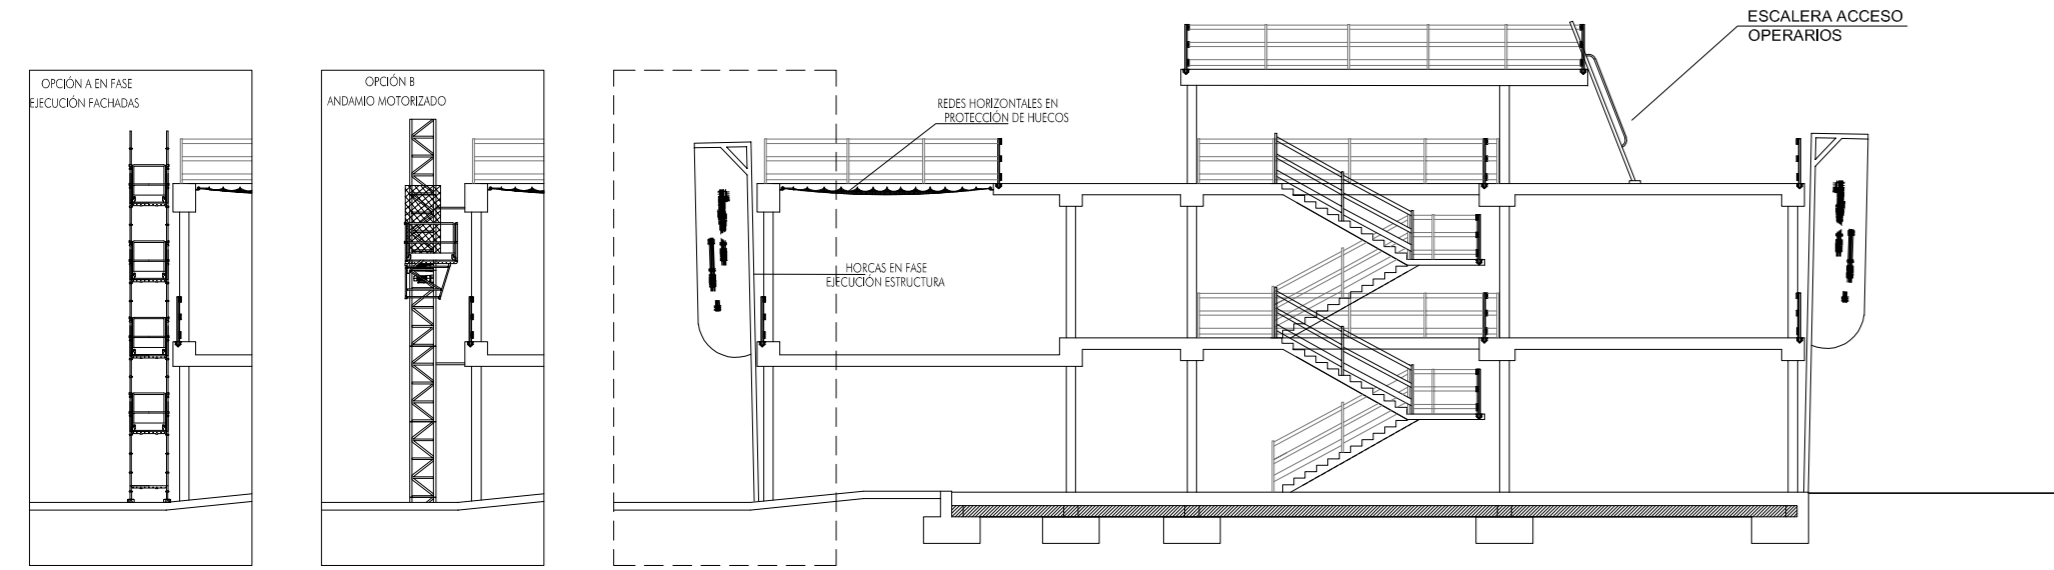 OPCIÓN A EN FASE
EJECUCIÓN FACHADAS
OPCIÓN B
ANDAMIO MOTORIZADO
REDES HORIZONTALES EN
PROTECCIÓN DE HUECOS
HORCAS EN FASE
EJECUCIÓN ESTRUCTURA
ESCALERA ACCESO
OPERARIOS